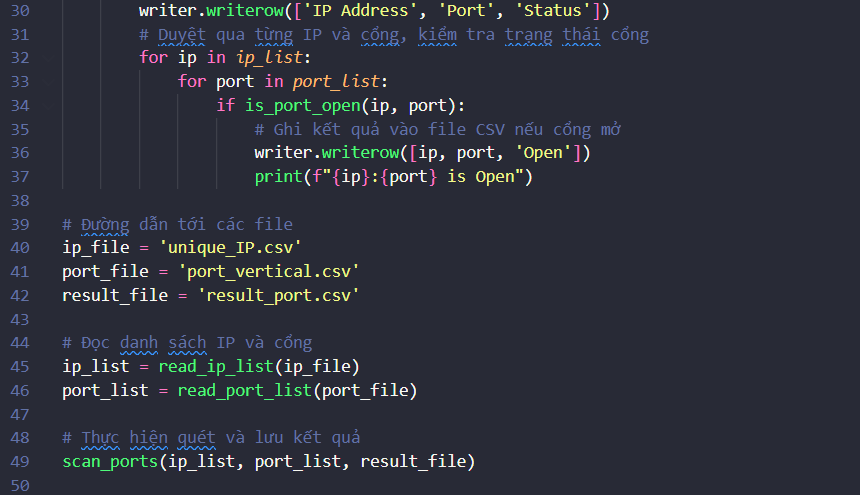 30 writer.writerow(['IP Address', 'Port', 'Status'])
31 # Duyệt qua từng IP và cổng, kiểm tra trạng thái cổng
32 for ip in ip_list:
33 for port in port_list:
34 if is_port_open(ip, port):
35 # Ghi kết quả vào file CSV nếu cổng mở
36 writer.writerow([ip, port, 'Open'])
37 print(f"{ip}:{port} is Open")
38
39 # Đường dẫn tới các file
40 ip_file = 'unique_IP.csv'
41 port_file = 'port_vertical.csv'
42 result_file = 'result_port.csv'
43
44 # Đọc danh sách IP và cổng
45 ip_list = read_ip_list(ip_file)
46 port_list = read_port_list(port_file)
47
48 # Thực hiện quét và lưu kết quả
49 scan_ports(ip_list, port_list, result_file)
50